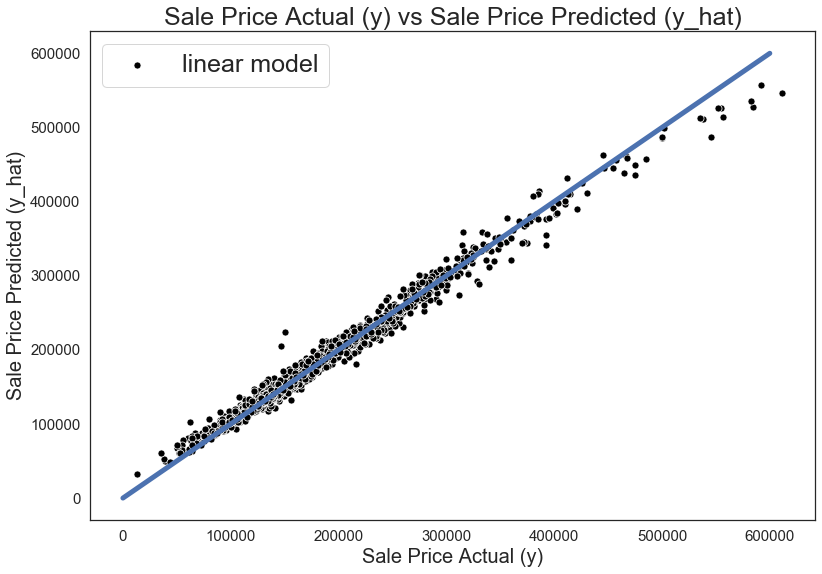 Sale Price Actual (y) vs Sale Price Predicted (y_hat)
linear model
600000
500000
400000
300000
200000
100000
0
Sale Price Predicted (y_hat)
0 100000 200000 300000 400000 500000 600000
Sale Price Actual (y)